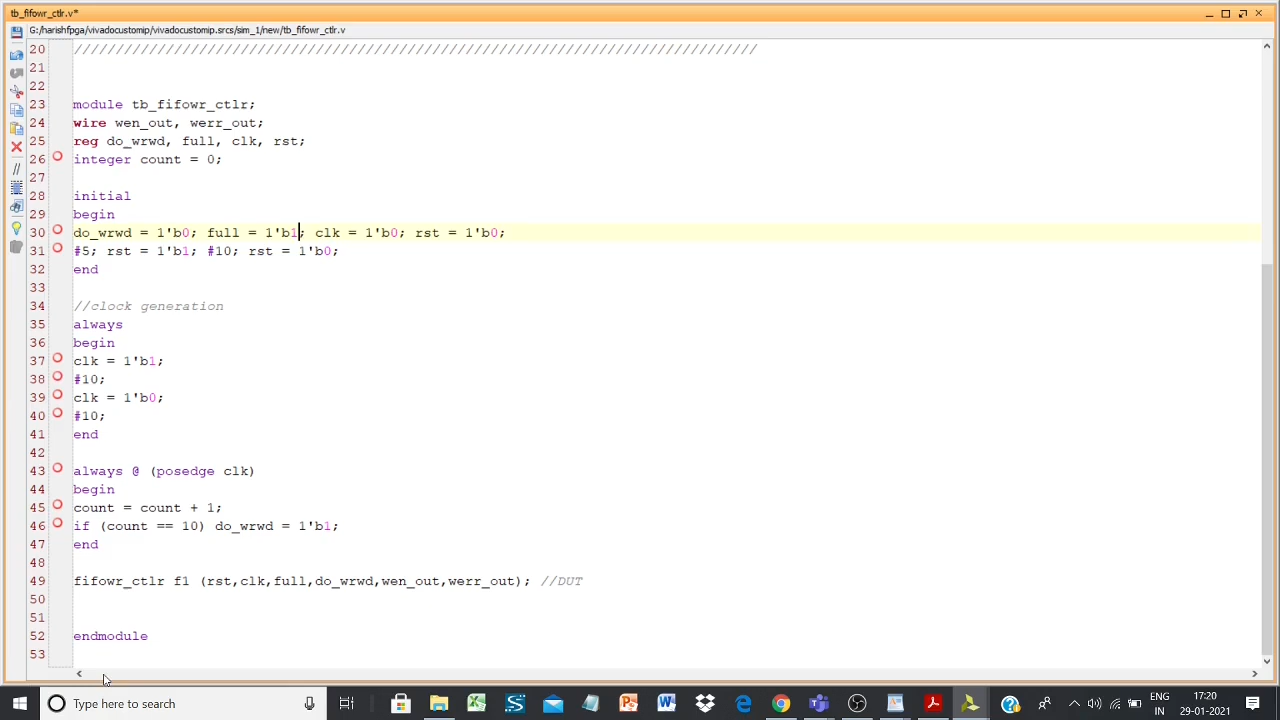 tb_fifowr_ctlr.v*
G:/harishfpga/vivadocustomip/vivadocustomip.srcs/sim_1/new/tb_fifowr_ctlr.v
20 //////////////////////////////////////////////////////////////////////////////////
21
22
23 module tb_fifowr_ctlr;
24 wire wen_out, werr_out;
25 reg do_wrwd, full, clk, rst;
26 integer count = 0;
27
28 initial
29 begin
30 do_wrwd = 1'b0; full = 1'b1; clk = 1'b0; rst = 1'b0;
31 #5; rst = 1'b1; #10; rst = 1'b0;
32 end
33
34 //clock generation
35 always
36 begin
37 clk = 1'b1;
38 #10;
39 clk = 1'b0;
40 #10;
41 end
42
43 always @ (posedge clk)
44 begin
45 count = count + 1;
46 if (count == 10) do_wrwd = 1'b1;
47 end
48
49 fifowr_ctlr f1 (rst,clk,full,do_wrwd,wen_out,werr_out); //DUT
50
51
52 endmodule
53
Type here to search
ENG
IN
17:20
29-01-2021